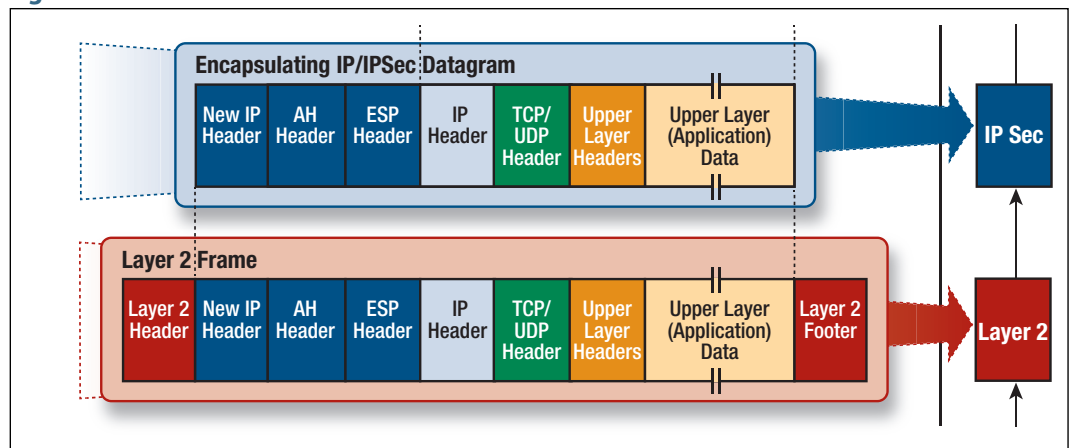 Encapsulating IP/IPSec Datagram
New IP
Header
AH
Header
ESP
Header
IP
Header
TCP/
UDP
Header
Upper
Layer
Headers
Upper Layer
(Application)
Data
IP Sec
Layer 2 Frame
Layer 2
Header
New IP
Header
AH
Header
ESP
Header
IP
Header
TCP/
UDP
Header
Upper
Layer
Headers
Upper Layer
(Application)
Data
Layer 2
Footer
Layer 2